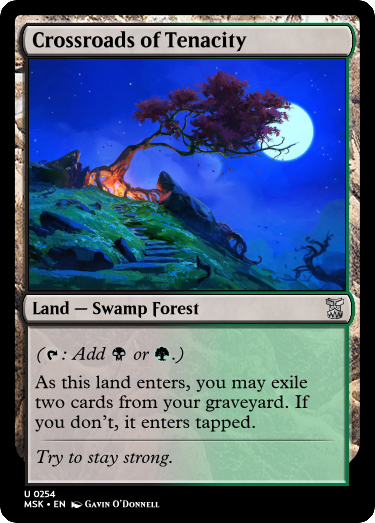 Crossroads of Tenacity
Land — Swamp Forest
(: Add or .)
As this land enters, you may exile
two cards from your graveyard. If
you don't, it enters tapped.
Try to stay strong.
U 0254
MSK • EN Gavin O'Donnell